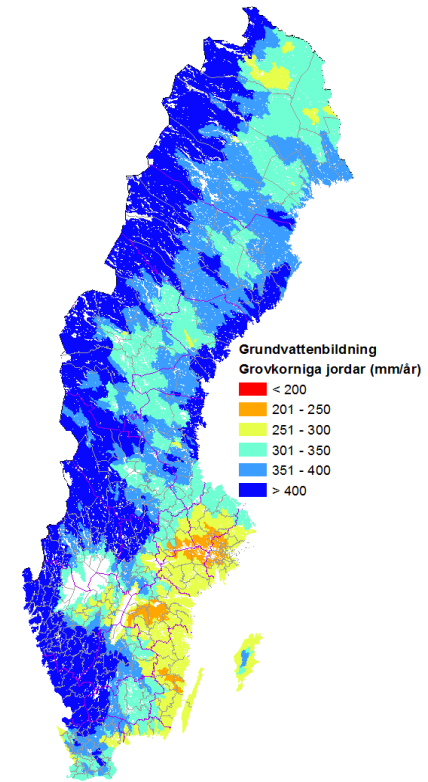 Grundvattenbildning
Grovkorniga jordar (mm/år)
< 200
201 - 250
251 - 300
301 - 350
351 - 400
> 400